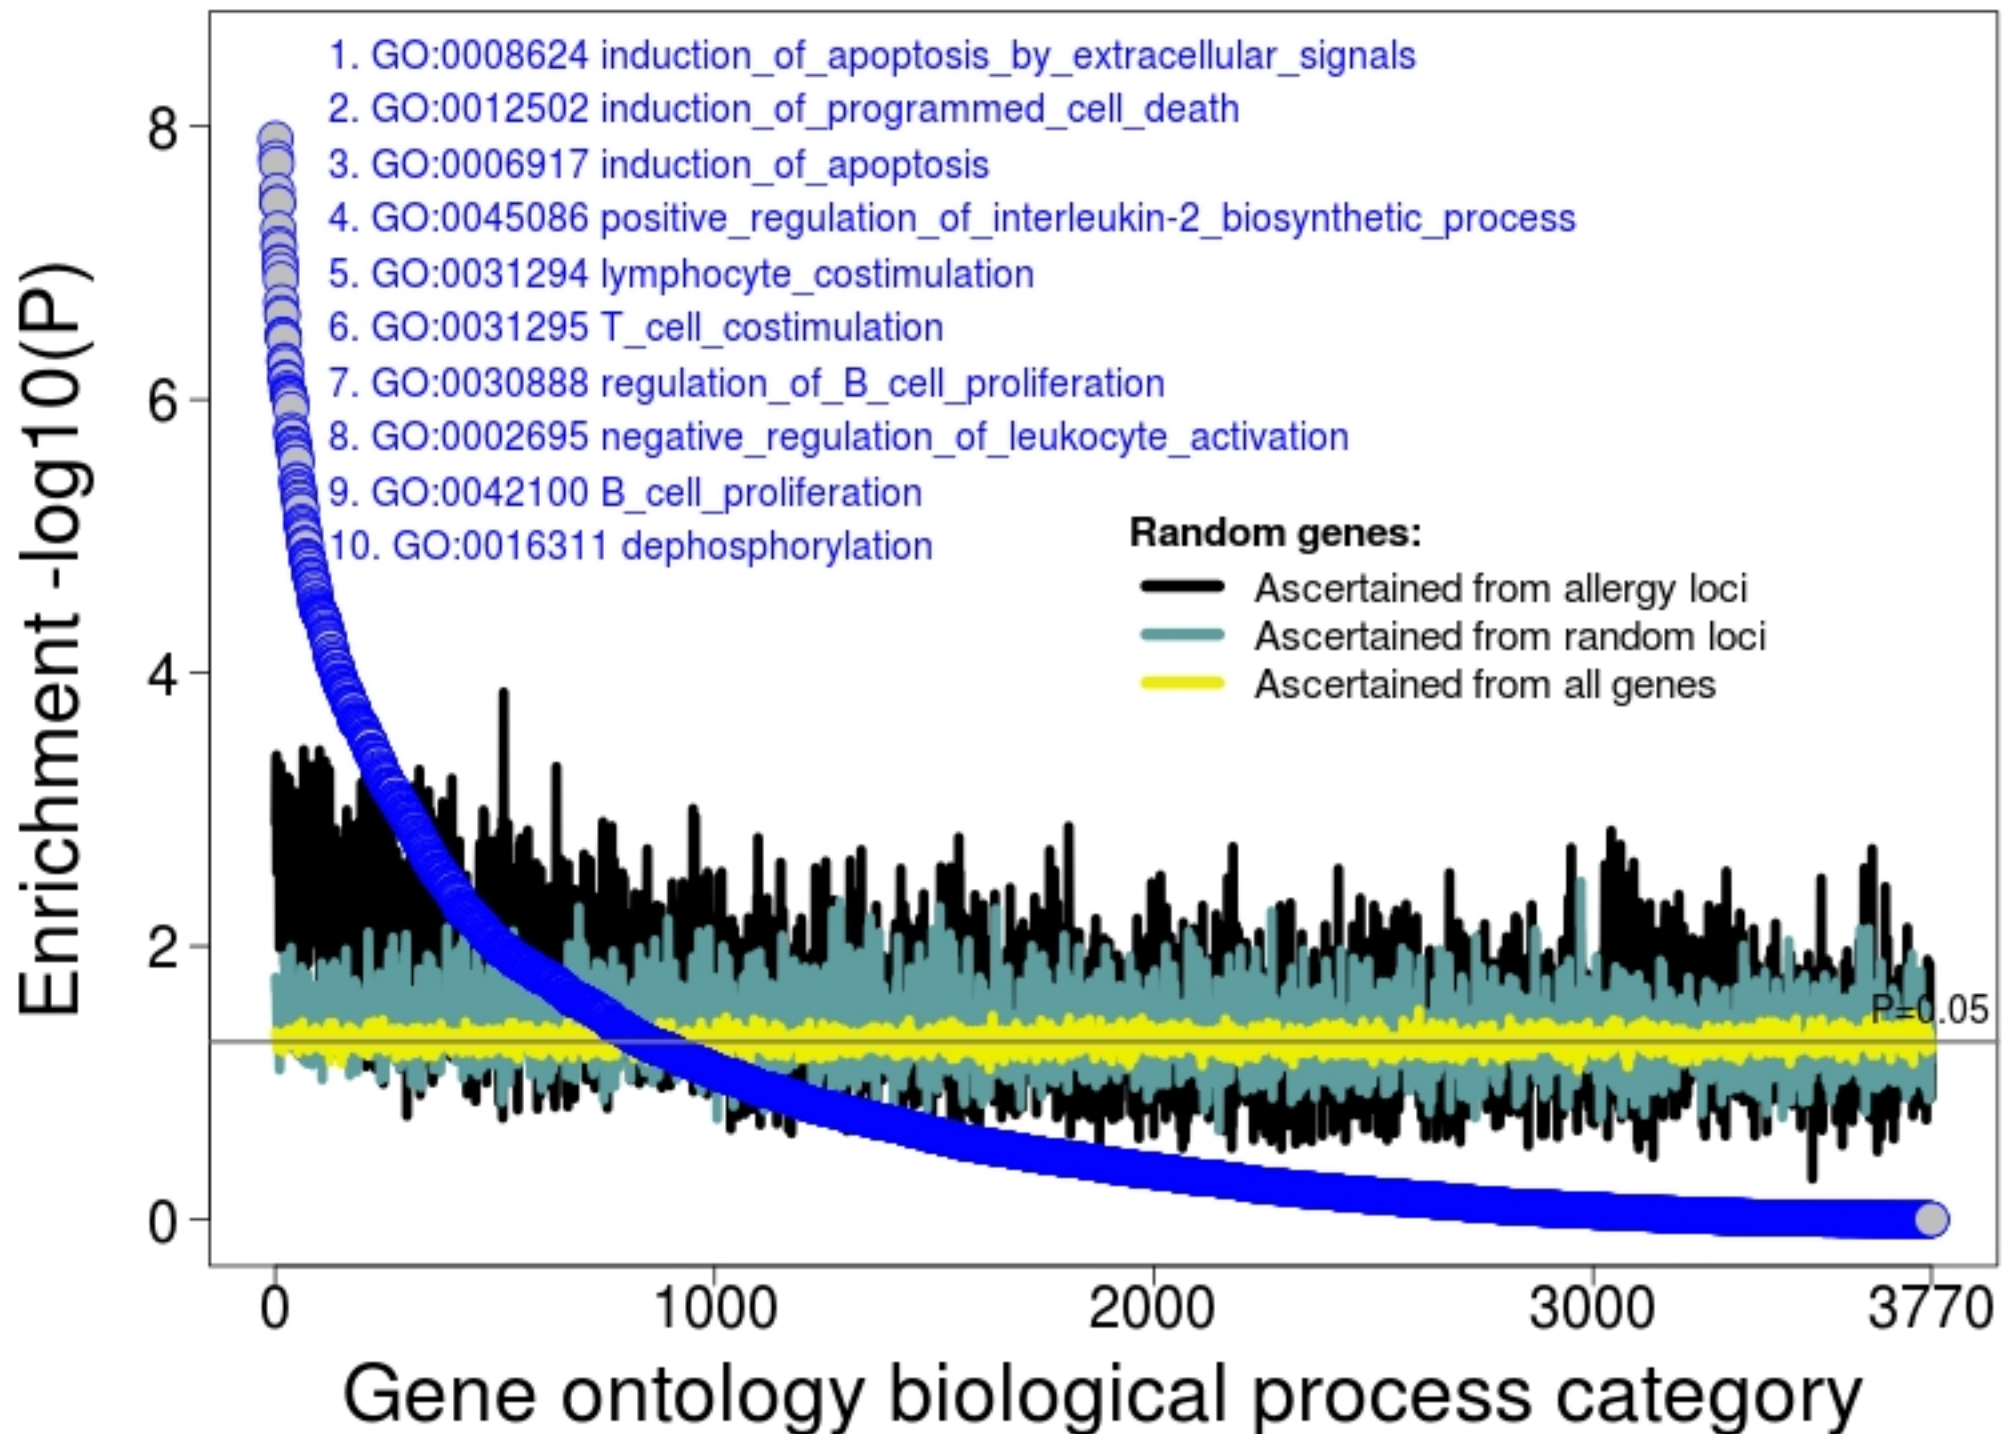 1. GO:0008624 induction_of_apoptosis_by_extracellular_signals
2. GO:0012502 induction_of_programmed_cell_death
3. GO:0006917 induction_of_apoptosis
4. GO:0045086 positive_regulation_of_interleukin-2_biosynthetic_process
5. GO:0031294 lymphocyte_costimulation
6. GO:0031295 T_cell_costimulation
7. GO:0030888 regulation_of_B_cell_proliferation
8. GO:0002695 negative_regulation_of_leukocyte_activation
9. GO:0042100 B_cell_proliferation
10. GO:0016311 dephosphorylation
Random genes:
Ascertained from allergy loci
Ascertained from random loci
Ascertained from all genes
P=0.05
Enrichment -log10(P)
8
6
4
2
0
0 1000 2000 3000 3770
Gene ontology biological process category